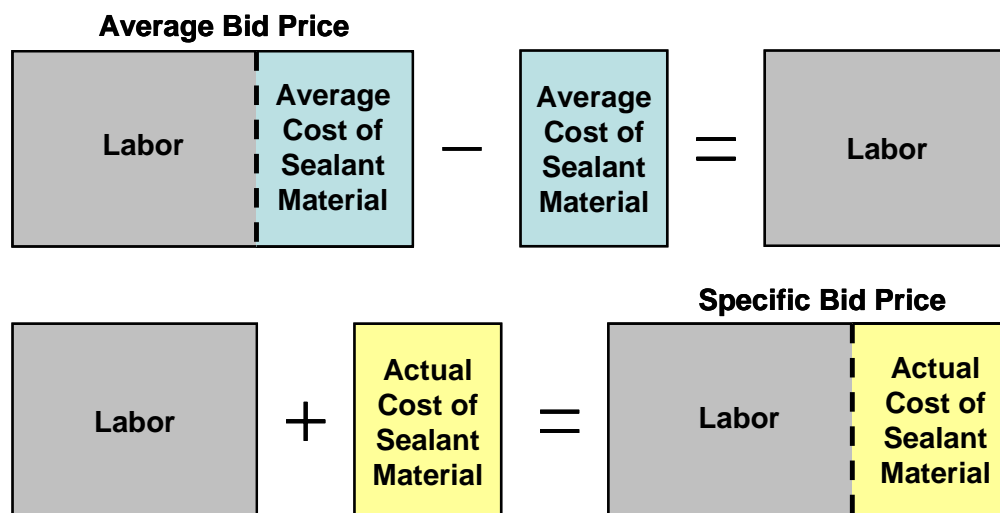 Average Bid Price
Labor
Average
Cost of
Sealant
Material
−
Average
Cost of
Sealant
Material
=
Labor
Specific Bid Price
Labor
+
Actual
Cost of
Sealant
Material
=
Labor
Actual
Cost of
Sealant
Material